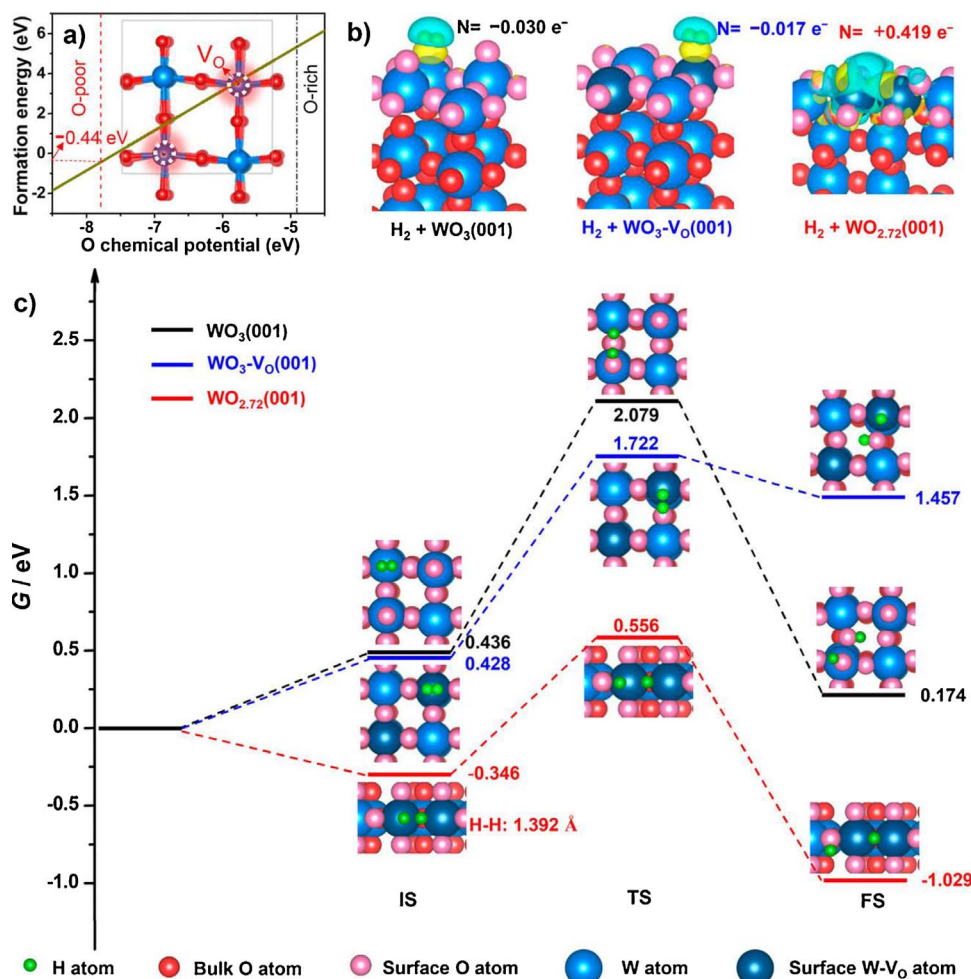 a)
Formation energy (eV)
7
6
4
2
0
-2
O-poor
−0.44 eV
V_O
O-rich
-8 -7 -6 -5
O chemical potential (eV)
b)
N= −0.030 e⁻
N= −0.017 e⁻
N= +0.419 e⁻
H₂ + WO₃(001)
H₂ + WO₃-V_O(001)
H₂ + WO₂.₇₂(001)
c)
G / eV
2.5
2.0
1.5
1.0
0.5
0.0
-0.5
-1.0
WO₃(001)
WO₃-V_O(001)
WO₂.₇₂(001)
2.079
1.722
1.457
0.436
0.428
0.556
0.174
-0.346
H-H: 1.392 Å
-1.029
IS TS FS
H atom Bulk O atom Surface O atom W atom Surface W-V_O atom